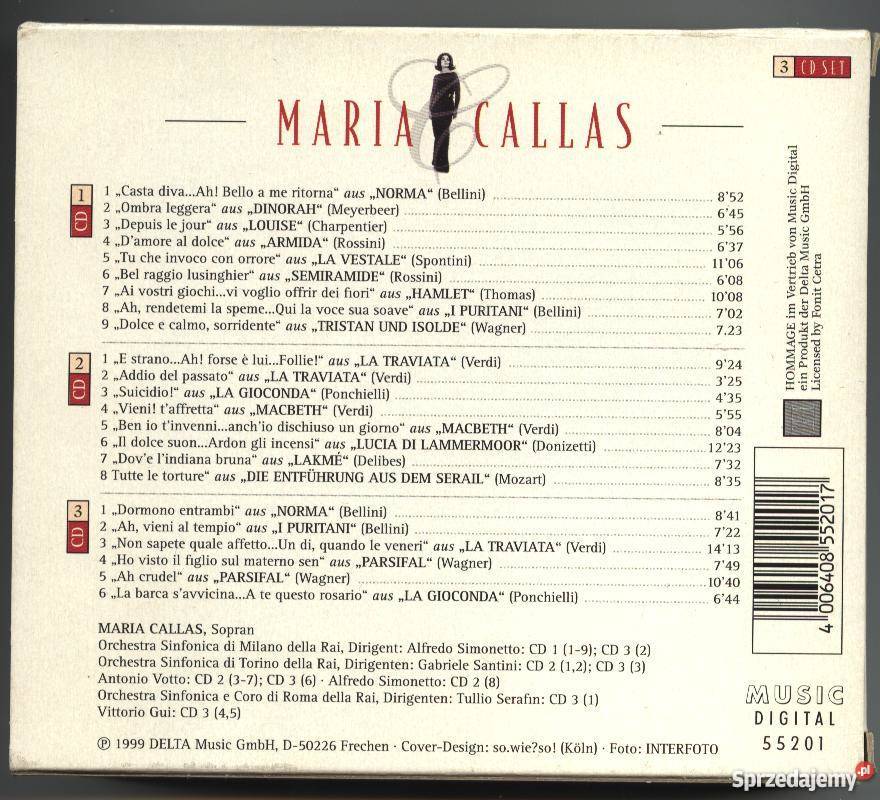 3 CD SET
MARIA CALLAS
1 CD
1 „Casta diva...Ah! Bello a me ritorna“ aus „NORMA“ (Bellini) 8'52
2 „Ombra leggera“ aus „DINORAH“ (Meyerbeer) 6'45
3 „Depuis le jour“ aus „LOUISE“ (Charpentier) 5'56
4 „D'amore al dolce“ aus „ARMIDA“ (Rossini) 6'37
5 „Tu che invoco con orrore“ aus „LA VESTALE“ (Spontini) 11'06
6 „Bel raggio lusinghier“ aus „SEMIRAMIDE“ (Rossini) 6'08
7 „Ai vostri giochi...vi voglio offrir dei fiori“ aus „HAMLET“ (Thomas) 10'08
8 „Ah, rendetemi la speme...Qui la voce sua soave“ aus „I PURITANI“ (Bellini) 7'02
9 „Dolce e calmo, sorridente“ aus „TRISTAN UND ISOLDE“ (Wagner) 7.23
2 CD
1 „E strano...Ah! forse è lui...Follie!“ aus „LA TRAVIATA“ (Verdi) 9'24
2 „Addio del passato“ aus „LA TRAVIATA“ (Verdi) 3'25
3 „Suicidio!“ aus „LA GIOCONDA“ (Ponchielli) 4'35
4 „Vieni! t'affretta“ aus „MACBETH“ (Verdi) 5'55
5 „Ben io t'invenni...anch'io dischiuso un giorno“ aus „MACBETH“ (Verdi) 8'04
6 „Il dolce suon...Ardon gli incensi“ aus „LUCIA DI LAMMERMOOR“ (Donizetti) 12'23
7 „Dov'e l'indiana bruna“ aus „LAKMÉ“ (Delibes) 7'32
8 Tutte le torture“ aus „DIE ENTFÜHRUNG AUS DEM SERAIL“ (Mozart) 8'35
3 CD
1 „Dormono entrambi“ aus „NORMA“ (Bellini) 8'41
2 „Ah, vieni al tempio“ aus „I PURITANI“ (Bellini) 7'22
3 „Non sapete quale affetto...Un di, quando le veneri“ aus „LA TRAVIATA“ (Verdi) 14'13
4 „Ho visto il figlio sul materno sen“ aus „PARSIFAL“ (Wagner) 7'49
5 „Ah crudel“ aus „PARSIFAL“ (Wagner) 10'40
6 „La barca s'avvicina...A te questo rosario“ aus „LA GIOCONDA“ (Ponchielli) 6'44
MARIA CALLAS, Sopran
Orchestra Sinfonica di Milano della Rai, Dirigent: Alfredo Simonetto: CD 1 (1-9); CD 3 (2)
Orchestra Sinfonica di Torino della Rai, Dirigenten: Gabriele Santini: CD 2 (1,2); CD 3 (3)
Antonio Votto: CD 2 (3-7); CD 3 (6) · Alfredo Simonetto: CD 2 (8)
Orchestra Sinfonica e Coro di Roma della Rai, Dirigenten: Tullio Serafin: CD 3 (1)
Vittorio Gui: CD 3 (4,5)
℗ 1999 DELTA Music GmbH, D-50226 Frechen · Cover-Design: so.wie?so! (Köln) · Foto: INTERFOTO
HOMMAGE im Vertrieb von Music Digital
ein Produkt der Delta Music GmbH
Licensed by Fonit Cetra
4 006408 552017
MUSIC
DIGITAL
55201
Sprzedajemy.pl